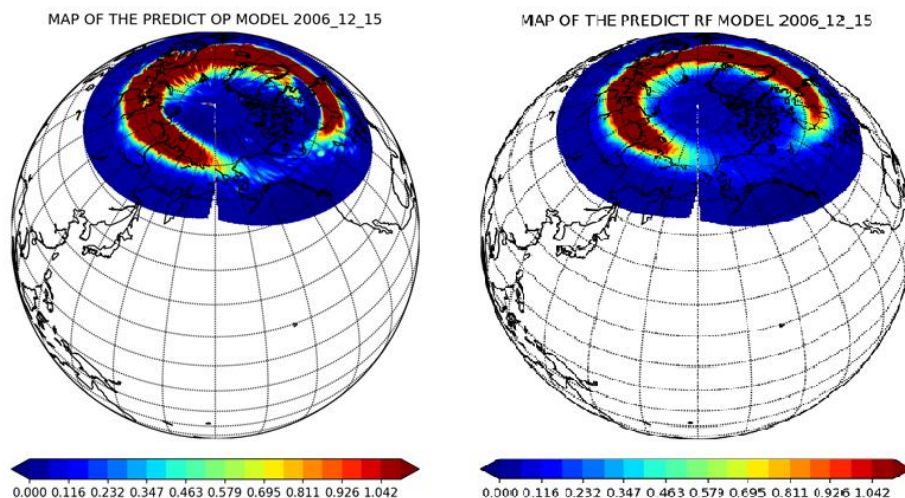 MAP OF THE PREDICT OP MODEL 2006_12_15
MAP OF THE PREDICT RF MODEL 2006_12_15
0.000 0.116 0.232 0.347 0.463 0.579 0.695 0.811 0.926 1.042
0.000 0.116 0.232 0.347 0.463 0.579 0.695 0.811 0.926 1.042